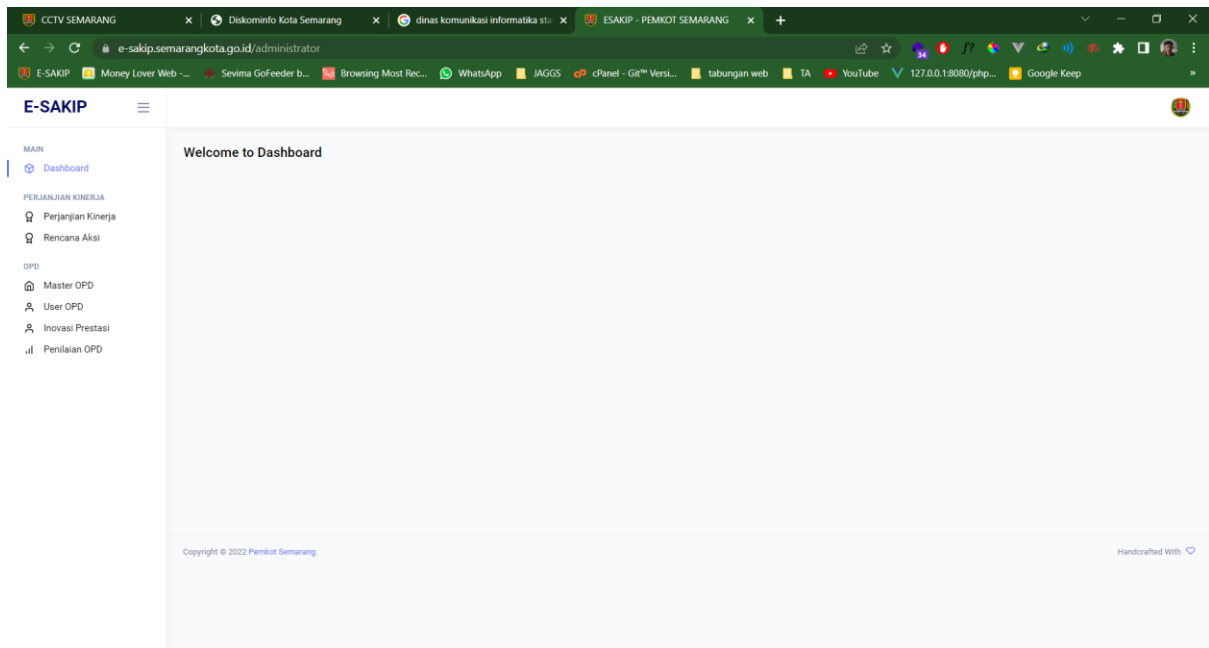 CCTV SEMARANG
Diskominfo Kota Semarang
dinas komunikasi informatika sta
ESAKIP - PEMKOT SEMARANG
e-sakip.semarangkota.go.id/administrator
34
f?
E-SAKIP
Money Lover Web -...
Sevima GoFeeder b...
Browsing Most Rec...
WhatsApp
JAGGS
cPanel - Git™ Versi...
tabungan web
TA
YouTube
127.0.0.1:8080/php...
Google Keep
»
E-SAKIP
MAIN
Dashboard
PERJANJIAN KINERJA
Perjanjian Kinerja
Rencana Aksi
OPD
Master OPD
User OPD
Inovasi Prestasi
Penilaian OPD
Welcome to Dashboard
Copyright © 2022 Pemkot Semarang.
Handcrafted With